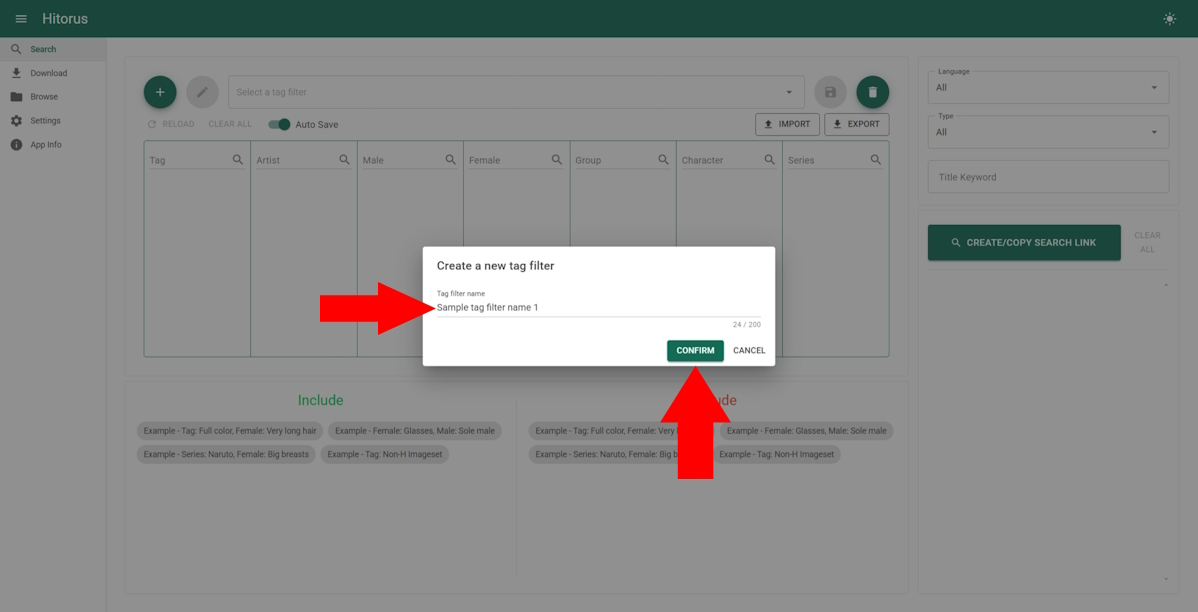 Hitorus
Search
Download
Browse
Settings
App Info
Select a tag filter
RELOAD CLEAR ALL Auto Save IMPORT EXPORT
Tag Artist Male Female Group Character Series
Create a new tag filter
Tag filter name
Sample tag filter name 1
24 / 200
CONFIRM CANCEL
Include
Example - Tag: Full color, Female: Very long hair Example - Female: Glasses, Male: Sole male
Example - Series: Naruto, Female: Big breasts Example - Tag: Non-H Imageset
ude
Example - Tag: Full color, Female: Very Example - Female: Glasses, Male: Sole male
Example - Series: Naruto, Female: Big b Example - Tag: Non-H Imageset
Language
All
Type
All
Title Keyword
CREATE/COPY SEARCH LINK
CLEAR
ALL